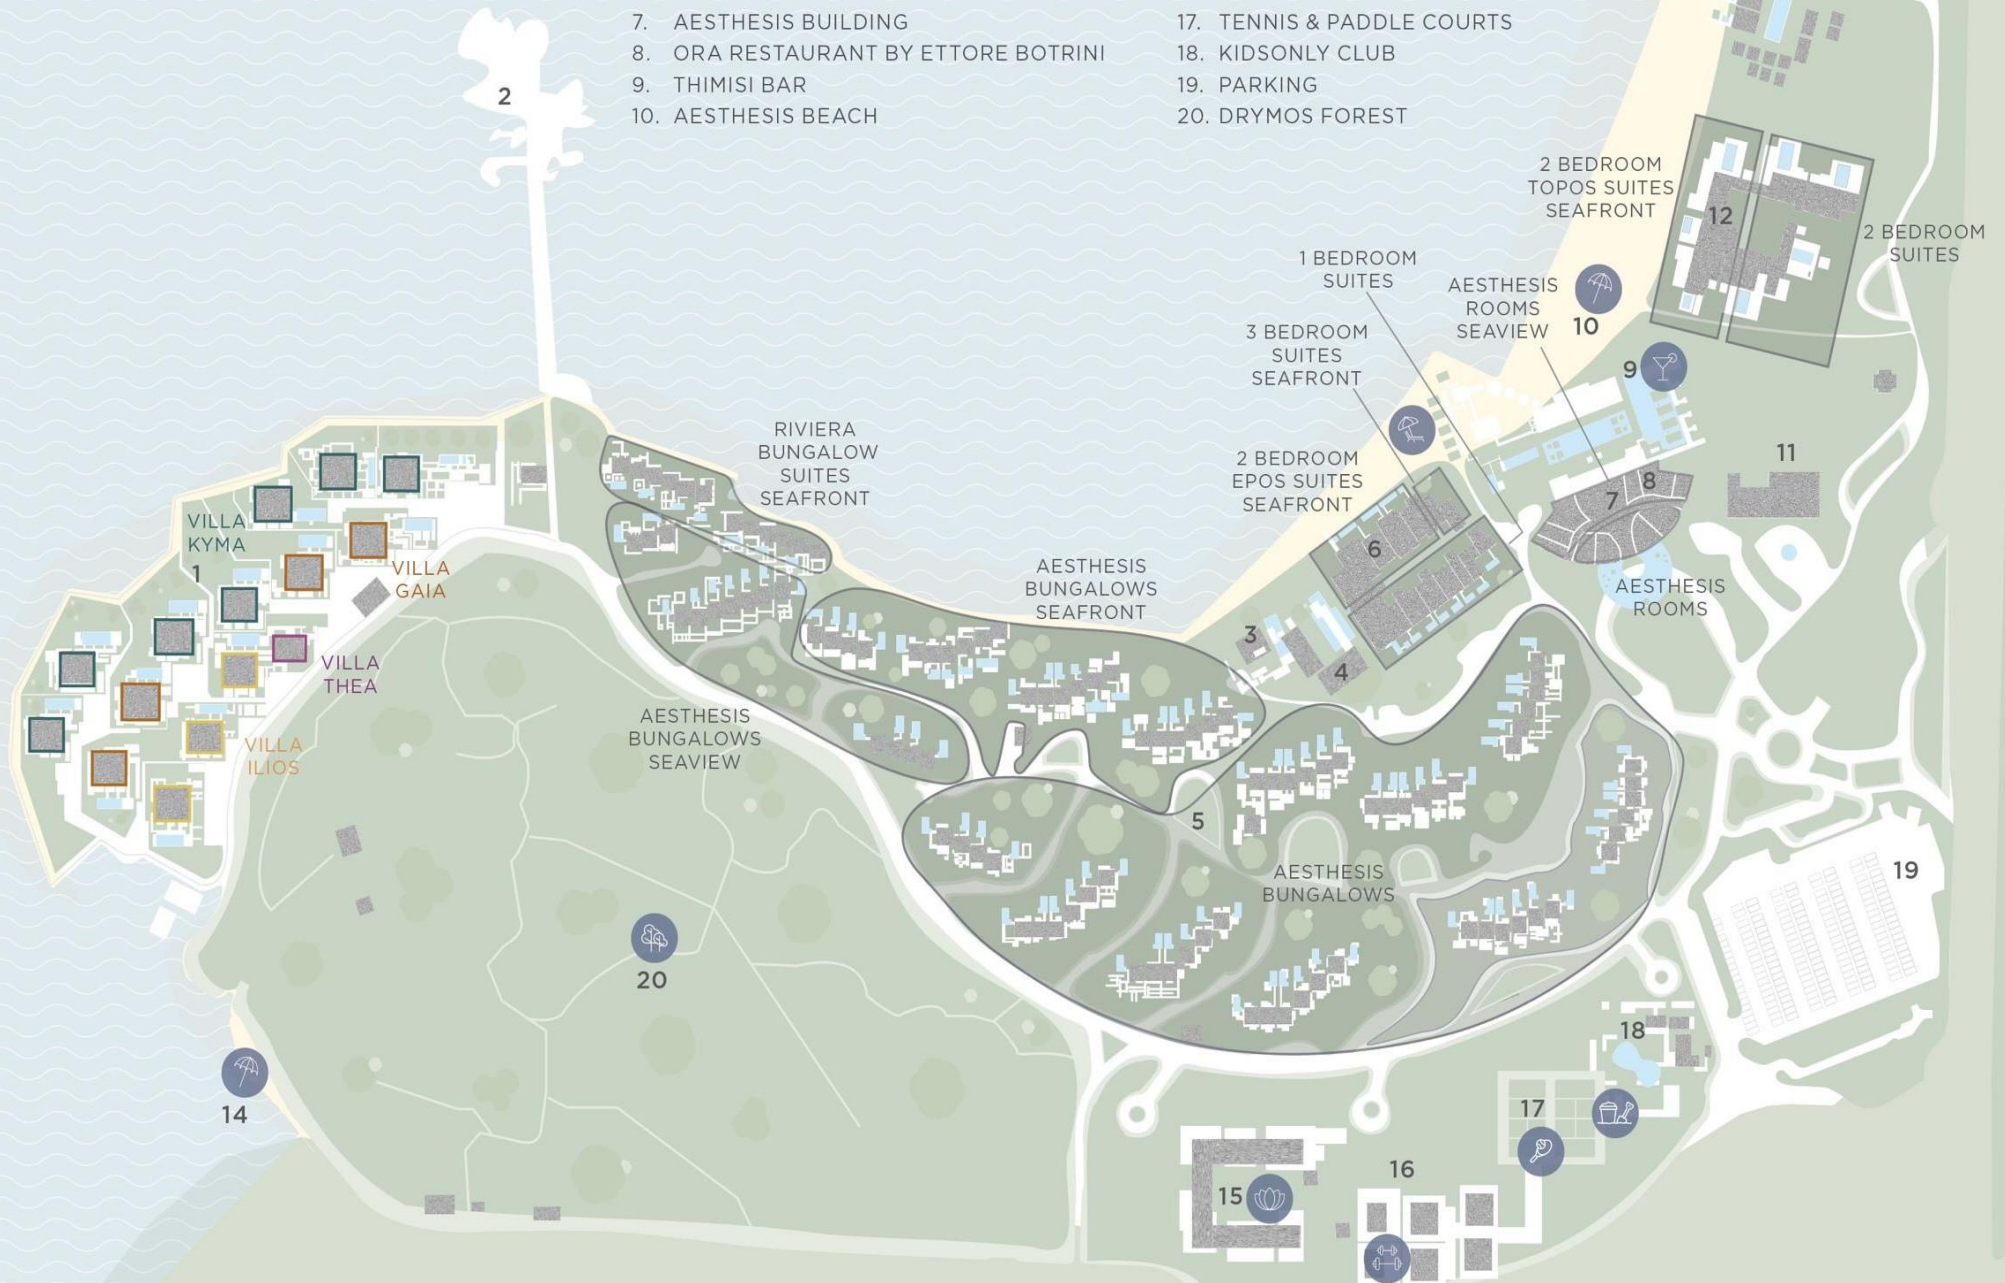 7. AESTHESIS BUILDING
8. ORA RESTAURANT BY ETTORE BOTRINI
9. THIMISI BAR
10. AESTHESIS BEACH
17. TENNIS & PADDLE COURTS
18. KIDSONLY CLUB
19. PARKING
20. DRYMOS FOREST
2
2 BEDROOM
TOPOS SUITES
SEAFRONT
12
2 BEDROOM
SUITES
1 BEDROOM
SUITES
AESTHESIS
ROOMS
SEAVIEW
10
3 BEDROOM
SUITES
SEAFRONT
9
RIVIERA
BUNGALOW
SUITES
SEAFRONT
2 BEDROOM
EPOS SUITES
SEAFRONT
11
8
7
6
VILLA
KYMA
1
VILLA
GAIA
AESTHESIS
BUNGALOWS
SEAFRONT
AESTHESIS
ROOMS
3
4
VILLA
THEA
AESTHESIS
BUNGALOWS
SEAVIEW
VILLA
ILIOS
5
AESTHESIS
BUNGALOWS
19
20
18
14
17
16
15